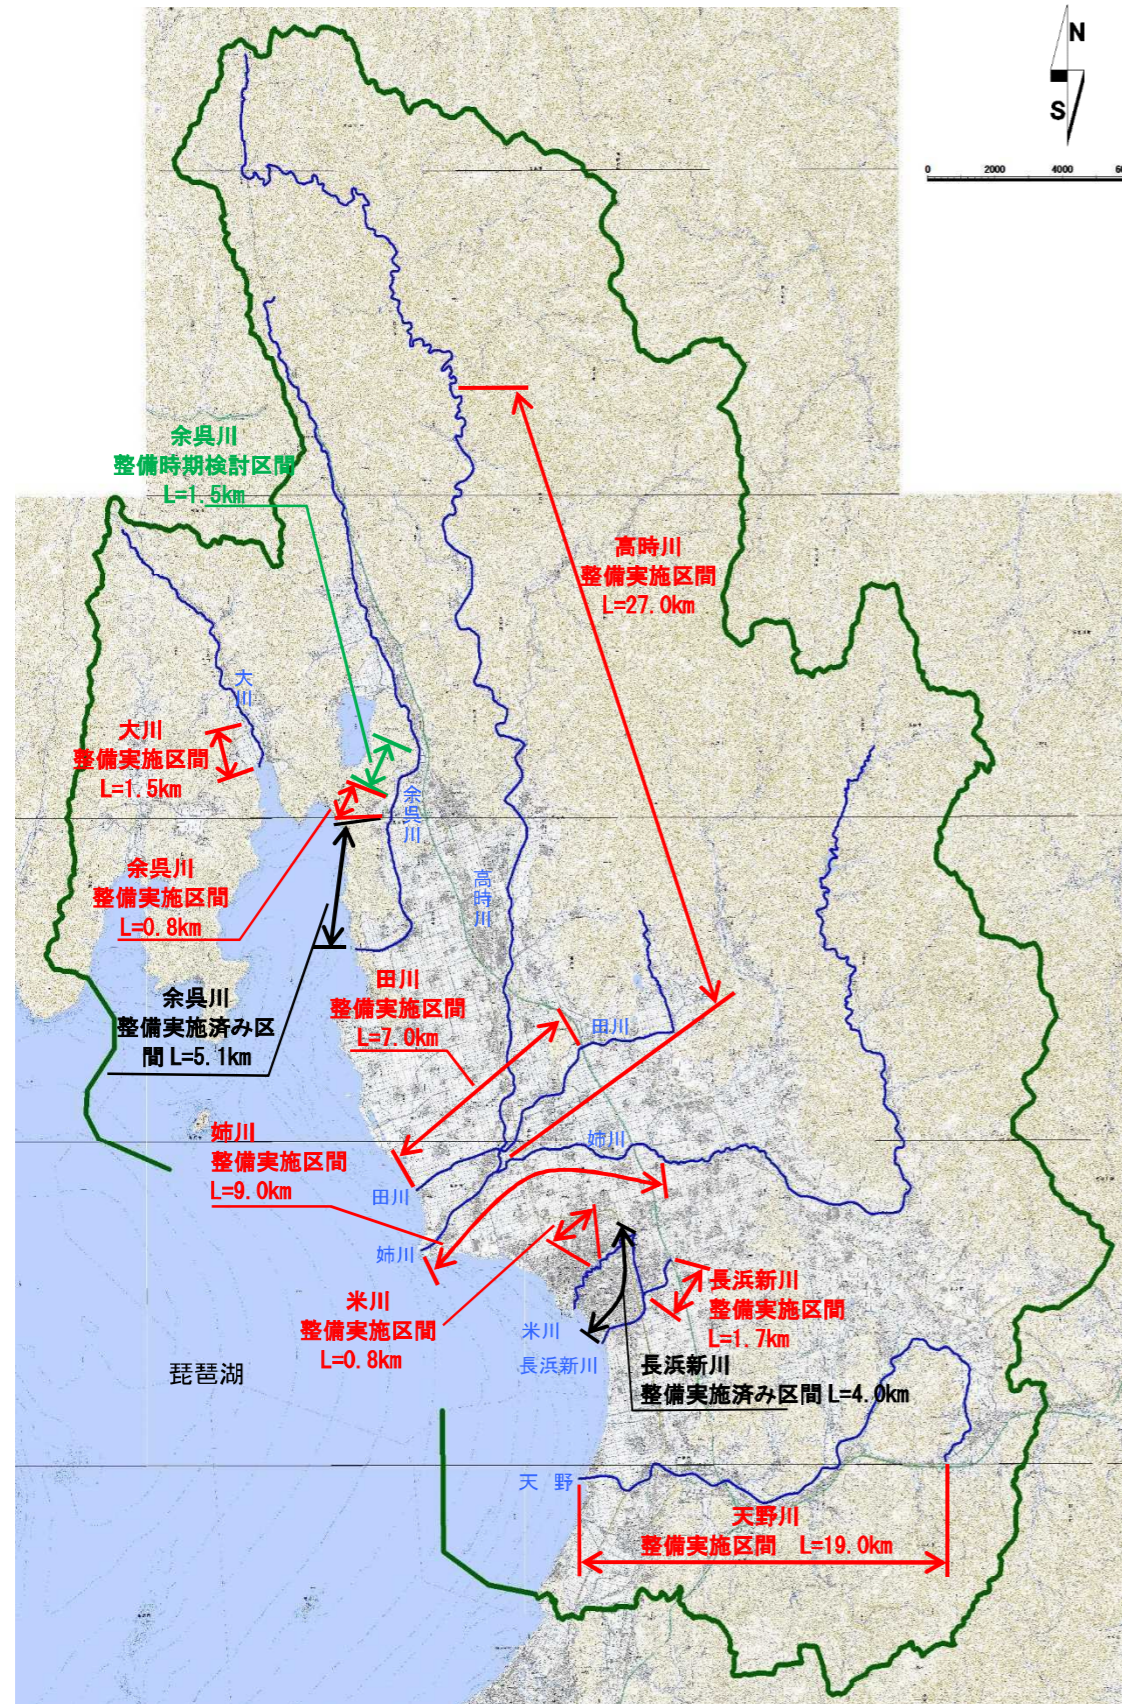 N
S
0 2000 4000
余呉川
整備時期検討区間
L=1.5km
高時川
整備実施区間
L=27.0km
大川
大川
整備実施区間
L=1.5km
余呉川
高時川
余呉川
整備実施区間
L=0.8km
余呉川
整備実施済み区
間 L=5.1km
田川
整備実施区間
L=7.0km
田川
姉川
整備実施区間
L=9.0km
姉川
田川
姉川
米川
整備実施区間
L=0.8km
米川
長浜新川
長浜新川
整備実施区間
L=1.7km
長浜新川
整備実施済み区間 L=4.0km
琵琶湖
天 野
天野川
整備実施区間 L=19.0km